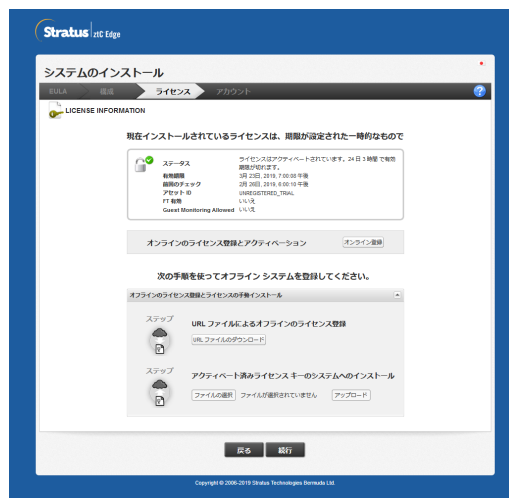 Stratus ztC Edge
システムのインストール
EULA 構成 ライセンス アカウント
LICENSE INFORMATION
現在インストールされているライセンスは、期限が設定された一時的なもので
ステータス ライセンスはアクティベートされています。24 日 3 時間 で有効期限が切れます。
有効期限 3月 23日, 2019, 7:00:08 午後
前回のチェック 2月 26日, 2019, 6:00:10 午後
アセット ID UNREGISTERED_TRIAL
FT 有効 いいえ
Guest Monitoring Allowed いいえ
オンラインのライセンス登録とアクティベーション オンライン登録
次の手順を使ってオフライン システムを登録してください。
オフラインのライセンス登録とライセンスの手動インストール
ステップ
URL ファイルによるオフラインのライセンス登録
URL ファイルのダウンロード
ステップ
アクティベート済みライセンス キーのシステムへのインストール
ファイルの選択 ファイルが選択されていません アップロード
戻る 続行
Copyright © 2006-2019 Stratus Technologies Bermuda Ltd.